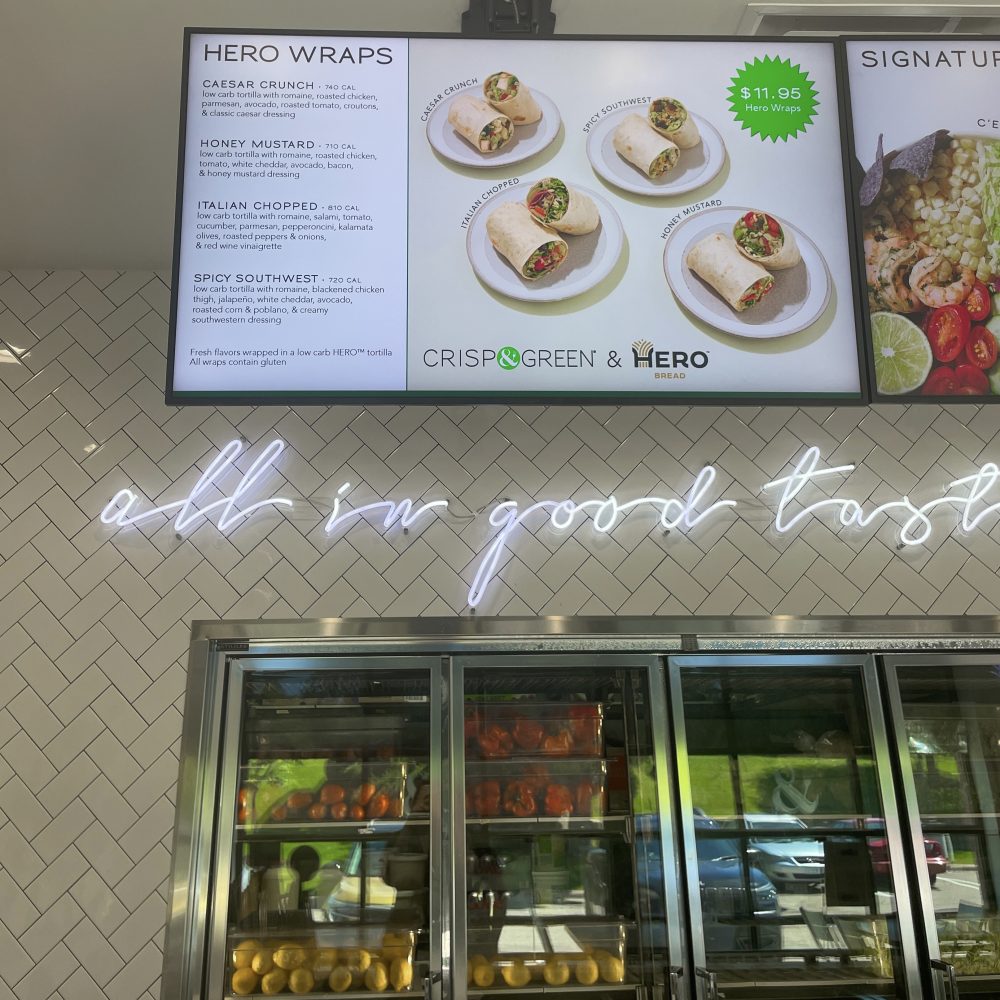 HERO WRAPS
CAESAR CRUNCH · 740 CAL
low carb tortilla with romaine, roasted chicken,
parmesan, avocado, roasted tomato, croutons,
& classic caesar dressing
HONEY MUSTARD · 710 CAL
low carb tortilla with romaine, roasted chicken,
tomato, white cheddar, avocado, bacon,
& honey mustard dressing
ITALIAN CHOPPED · 810 CAL
low carb tortilla with romaine, salami, tomato,
cucumber, parmesan, pepperoncini, kalamata
olives, roasted peppers & onions,
& red wine vinaigrette
SPICY SOUTHWEST · 720 CAL
low carb tortilla with romaine, blackened chicken
thigh, jalapeño, white cheddar, avocado,
roasted corn & poblano, & creamy
southwestern dressing
Fresh flavors wrapped in a low carb HERO™ tortilla
All wraps contain gluten
CAESAR CRUNCH
SPICY SOUTHWEST
ITALIAN CHOPPED
HONEY MUSTARD
$11.95
Hero Wraps
CRISP&GREEN & HERO
BREAD
SIGNATUR
C'E
all in good tast
&